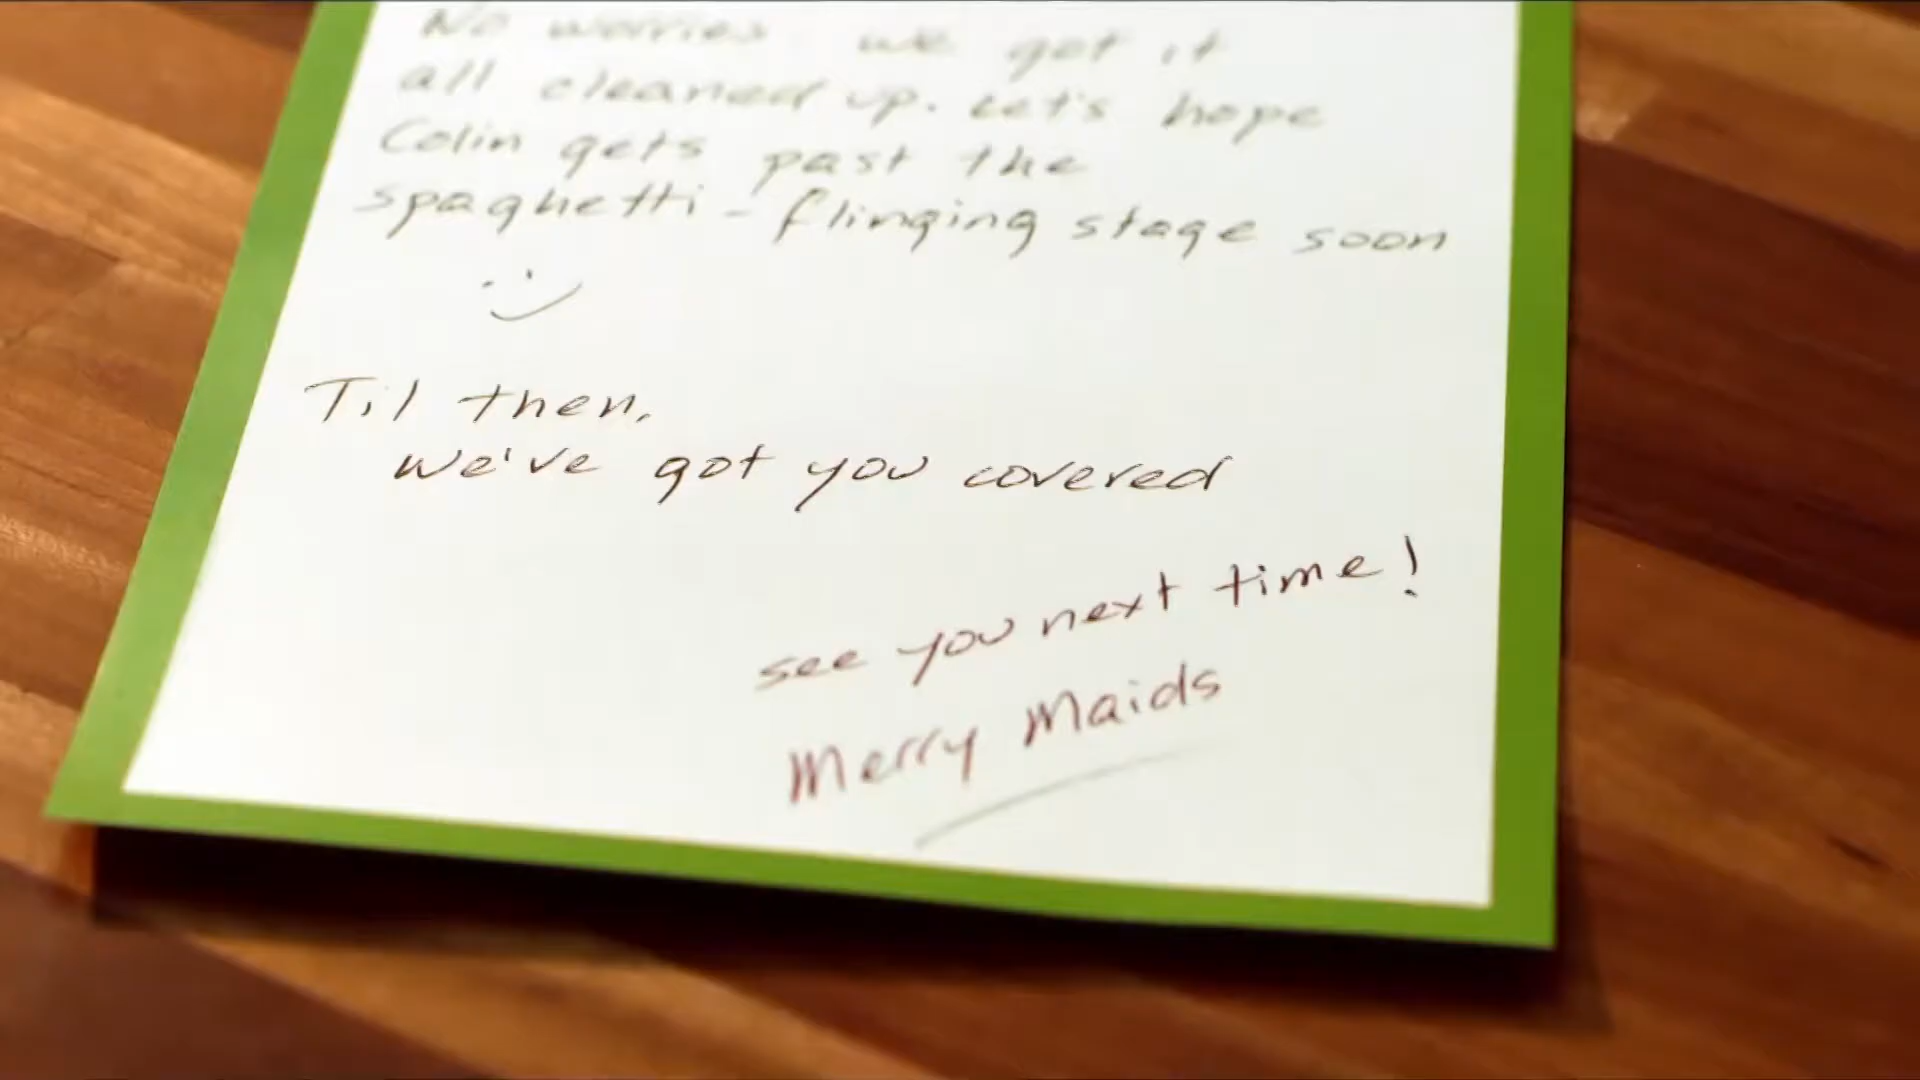 No worries we got it
all cleaned up. Let's hope
Colin gets past the
spaghetti-flinging stage soon
:)
Til then,
we've got you covered
see you next time!
Merry Maids